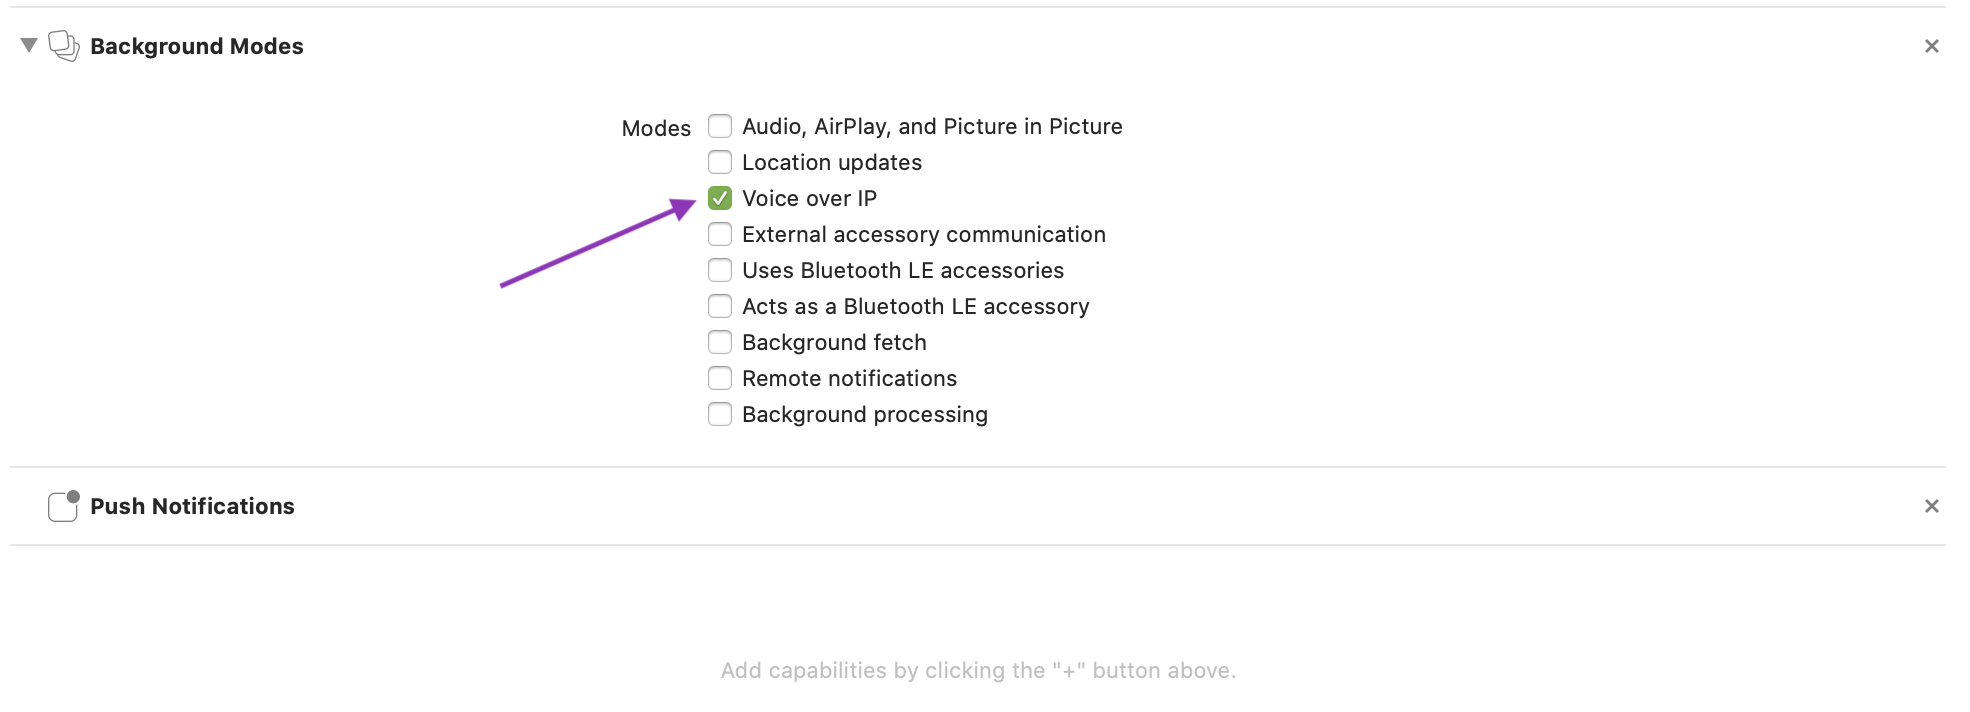 Background Modes
Modes
Audio, AirPlay, and Picture in Picture
Location updates
Voice over IP
External accessory communication
Uses Bluetooth LE accessories
Acts as a Bluetooth LE accessory
Background fetch
Remote notifications
Background processing
Push Notifications
Add capabilities by clicking the "+" button above.